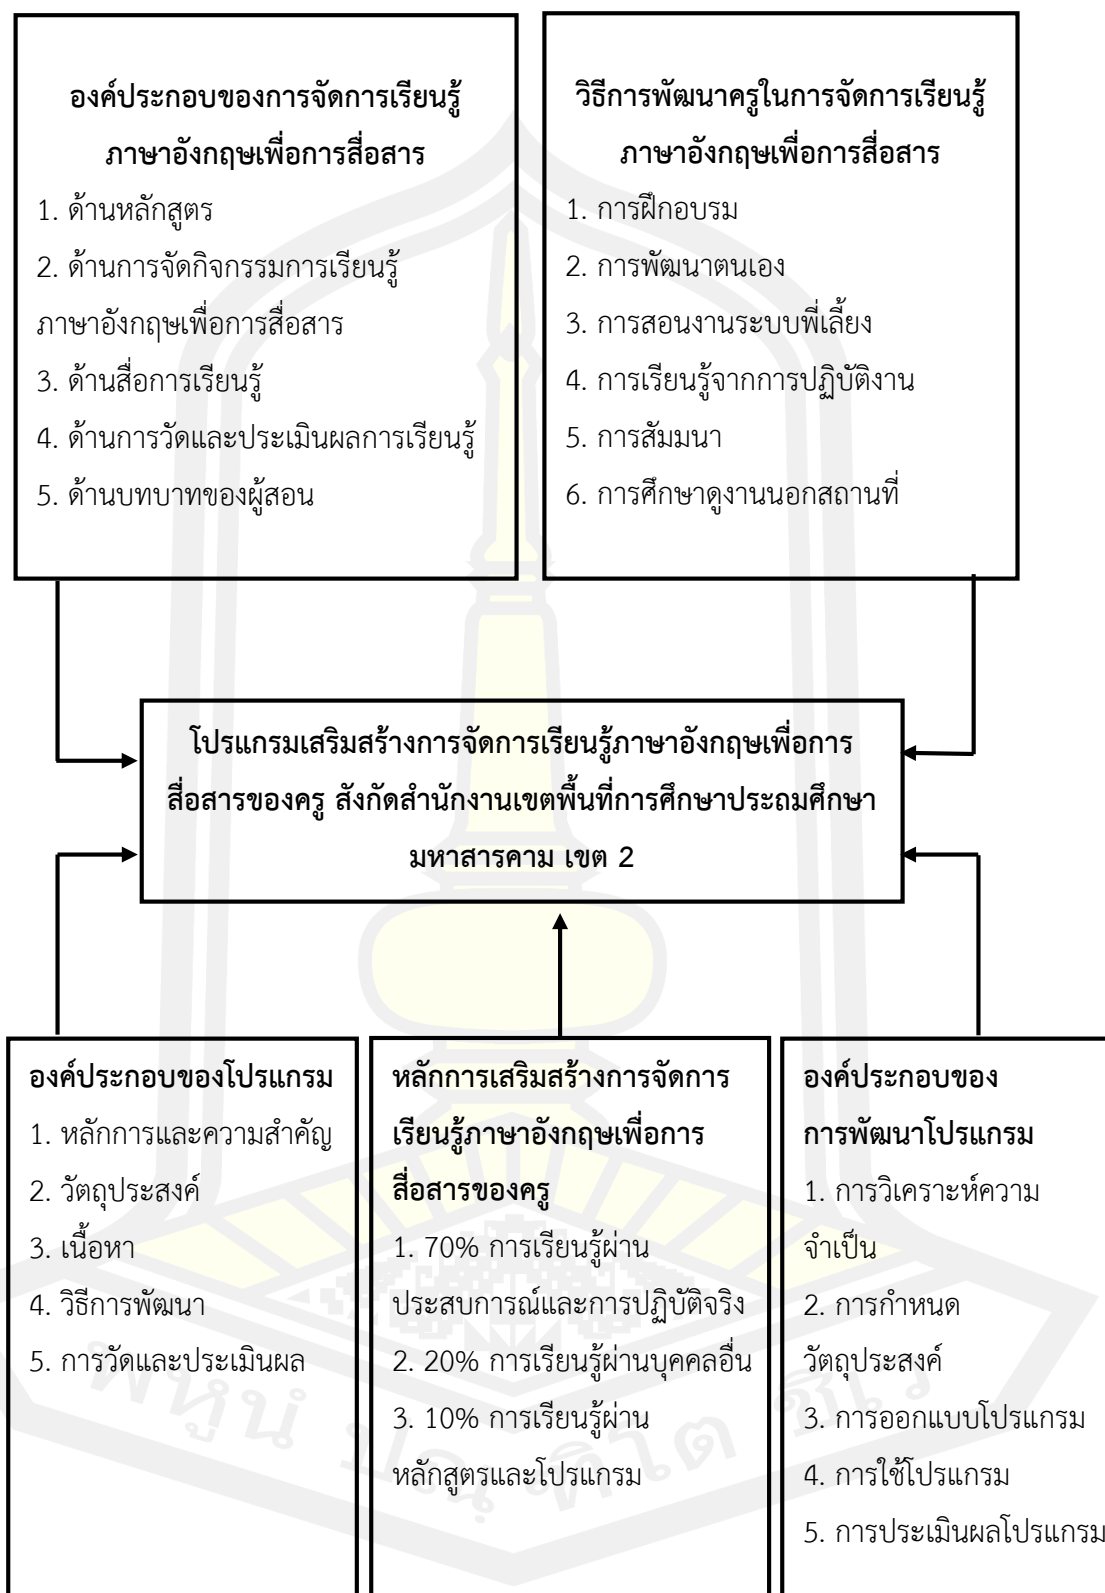 องค์ประกอบของการจัดการเรียนรู้
ภาษาอังกฤษเพื่อการสื่อสาร
1. ด้านหลักสูตร
2. ด้านการจัดกิจกรรมการเรียนรู้
ภาษาอังกฤษเพื่อการสื่อสาร
3. ด้านสื่อการเรียนรู้
4. ด้านการวัดและประเมินผลการเรียนรู้
5. ด้านบทบาทของผู้สอน
วิธีการพัฒนาครูในการจัดการเรียนรู้
ภาษาอังกฤษเพื่อการสื่อสาร
1. การฝึกอบรม
2. การพัฒนาตนเอง
3. การสอนงานระบบพี่เลี้ยง
4. การเรียนรู้จากการปฏิบัติงาน
5. การสัมมนา
6. การศึกษาดูงานนอกสถานที่
โปรแกรมเสริมสร้างการจัดการเรียนรู้ภาษาอังกฤษเพื่อการ
สื่อสารของครู สังกัดสำนักงานเขตพื้นที่การศึกษาประถมศึกษา
มหาสารคาม เขต 2
องค์ประกอบของโปรแกรม
1. หลักการและความสำคัญ
2. วัตถุประสงค์
3. เนื้อหา
4. วิธีการพัฒนา
5. การวัดและประเมินผล
หลักการเสริมสร้างการจัดการ
เรียนรู้ภาษาอังกฤษเพื่อการ
สื่อสารของครู
1. 70% การเรียนรู้ผ่าน
ประสบการณ์และการปฏิบัติจริง
2. 20% การเรียนรู้ผ่านบุคคลอื่น
3. 10% การเรียนรู้ผ่าน
หลักสูตรและโปรแกรม
องค์ประกอบของ
การพัฒนาโปรแกรม
1. การวิเคราะห์ความ
จำเป็น
2. การกำหนด
วัตถุประสงค์
3. การออกแบบโปรแกรม
4. การใช้โปรแกรม
5. การประเมินผลโปรแกรม
พหูนํ ปณฺฑิโต ชีเว